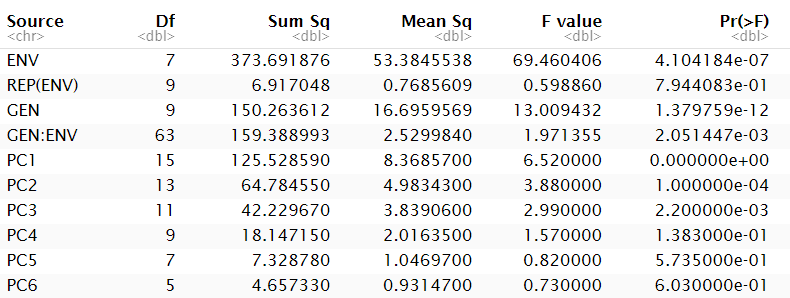 Source Df Sum Sq Mean Sq F value Pr(>F)
<chr> <dbl> <dbl> <dbl> <dbl> <dbl>
ENV 7 373.691876 53.3845538 69.460406 4.104184e-07
REP(ENV) 9 6.917048 0.7685609 0.598860 7.944083e-01
GEN 9 150.263612 16.6959569 13.009432 1.379759e-12
GEN:ENV 63 159.388993 2.5299840 1.971355 2.051447e-03
PC1 15 125.528590 8.3685700 6.520000 0.000000e+00
PC2 13 64.784550 4.9834300 3.880000 1.000000e-04
PC3 11 42.229670 3.8390600 2.990000 2.200000e-03
PC4 9 18.147150 2.0163500 1.570000 1.383000e-01
PC5 7 7.328780 1.0469700 0.820000 5.735000e-01
PC6 5 4.657330 0.9314700 0.730000 6.030000e-01